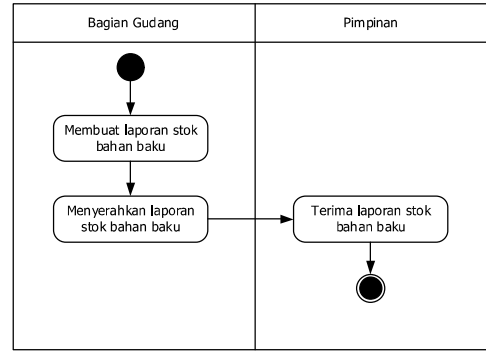 Bagian Gudang
Pimpinan
Membuat laporan stok
bahan baku
Menyerahkan laporan
stok bahan baku
Terima laporan stok
bahan baku